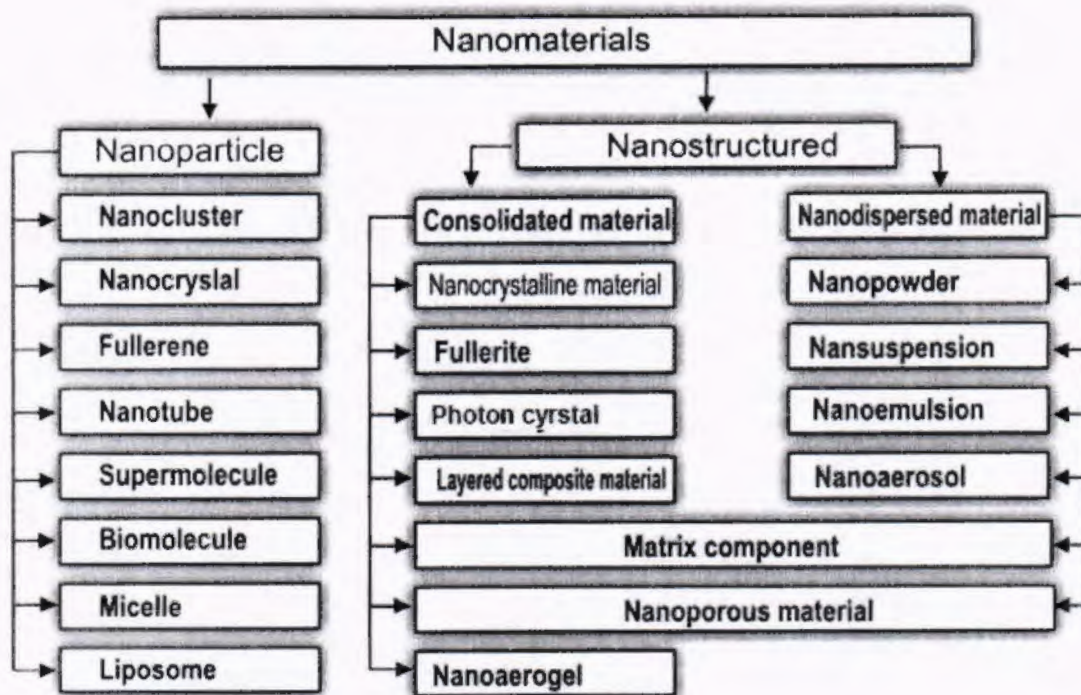 Nanomaterials
Nanoparticle
Nanocluster
Nanocryslal
Fullerene
Nanotube
Supermolecule
Biomolecule
Micelle
Liposome
Nanostructured
Consolidated material
Nanocrystalline material
Fullerite
Photon cyrstal
Layered composite material
Nanodispersed material
Nanopowder
Nansuspension
Nanoemulsion
Nanoaerosol
Matrix component
Nanoporous material
Nanoaerogel